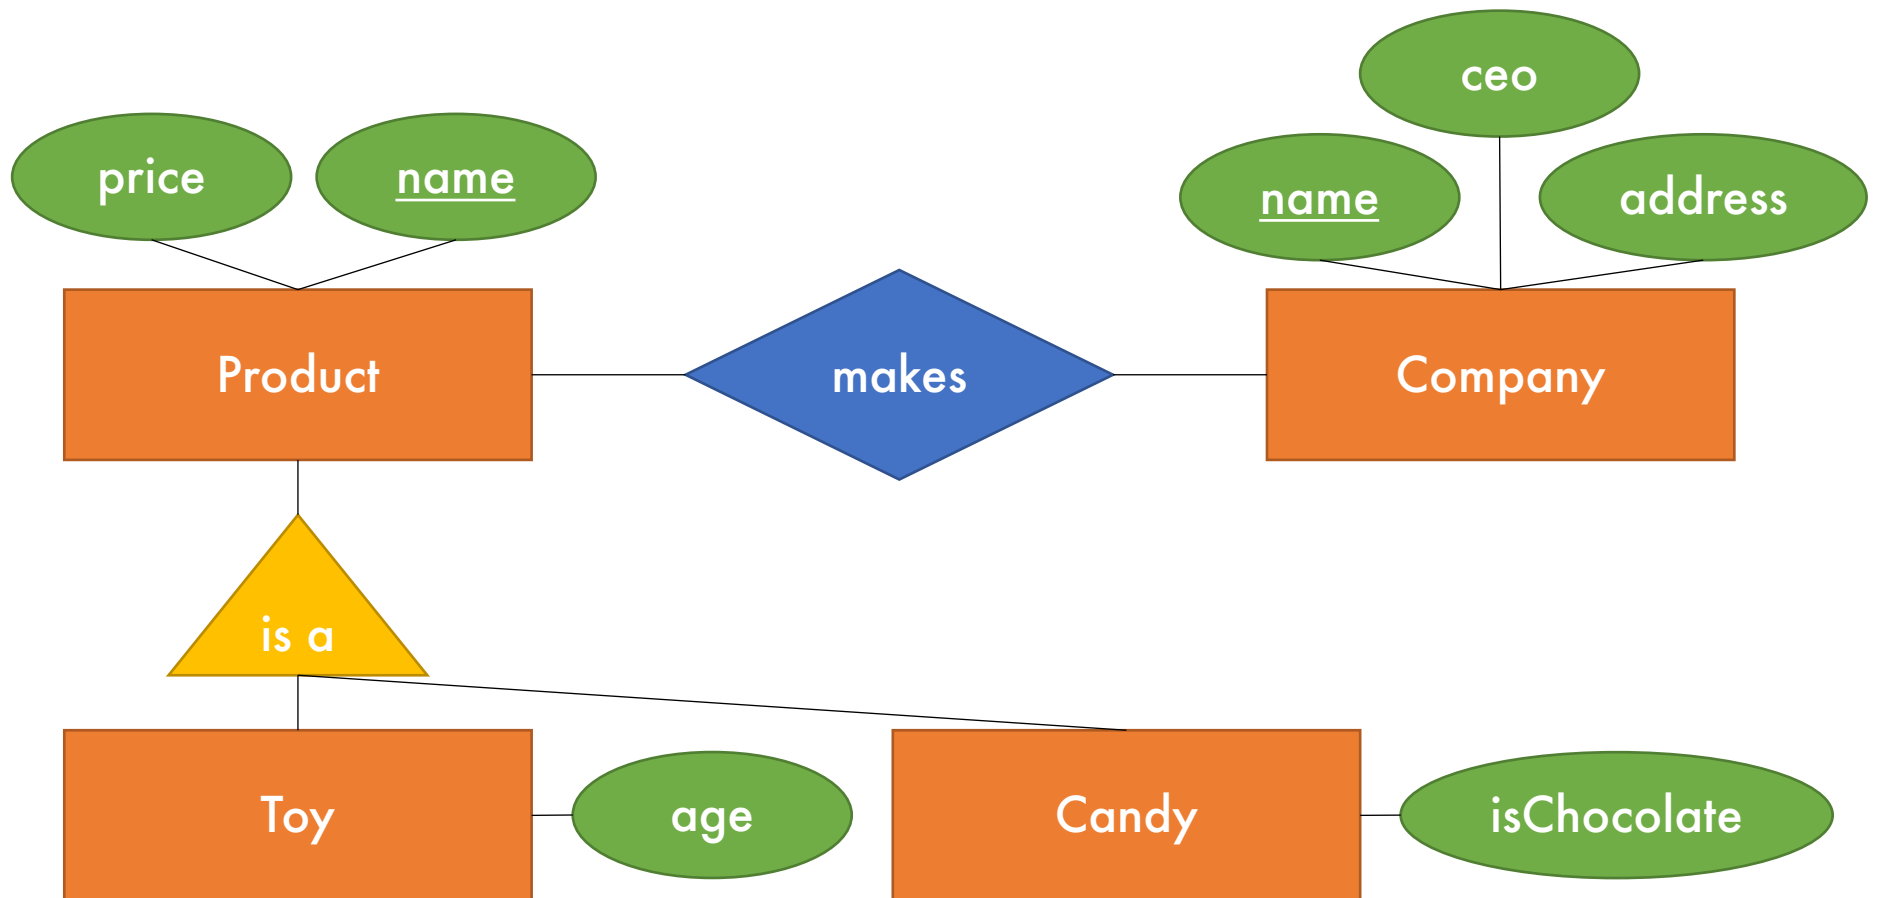 ceo
price
name
name
address
Product
makes
Company
is a
Toy
age
Candy
isChocolate